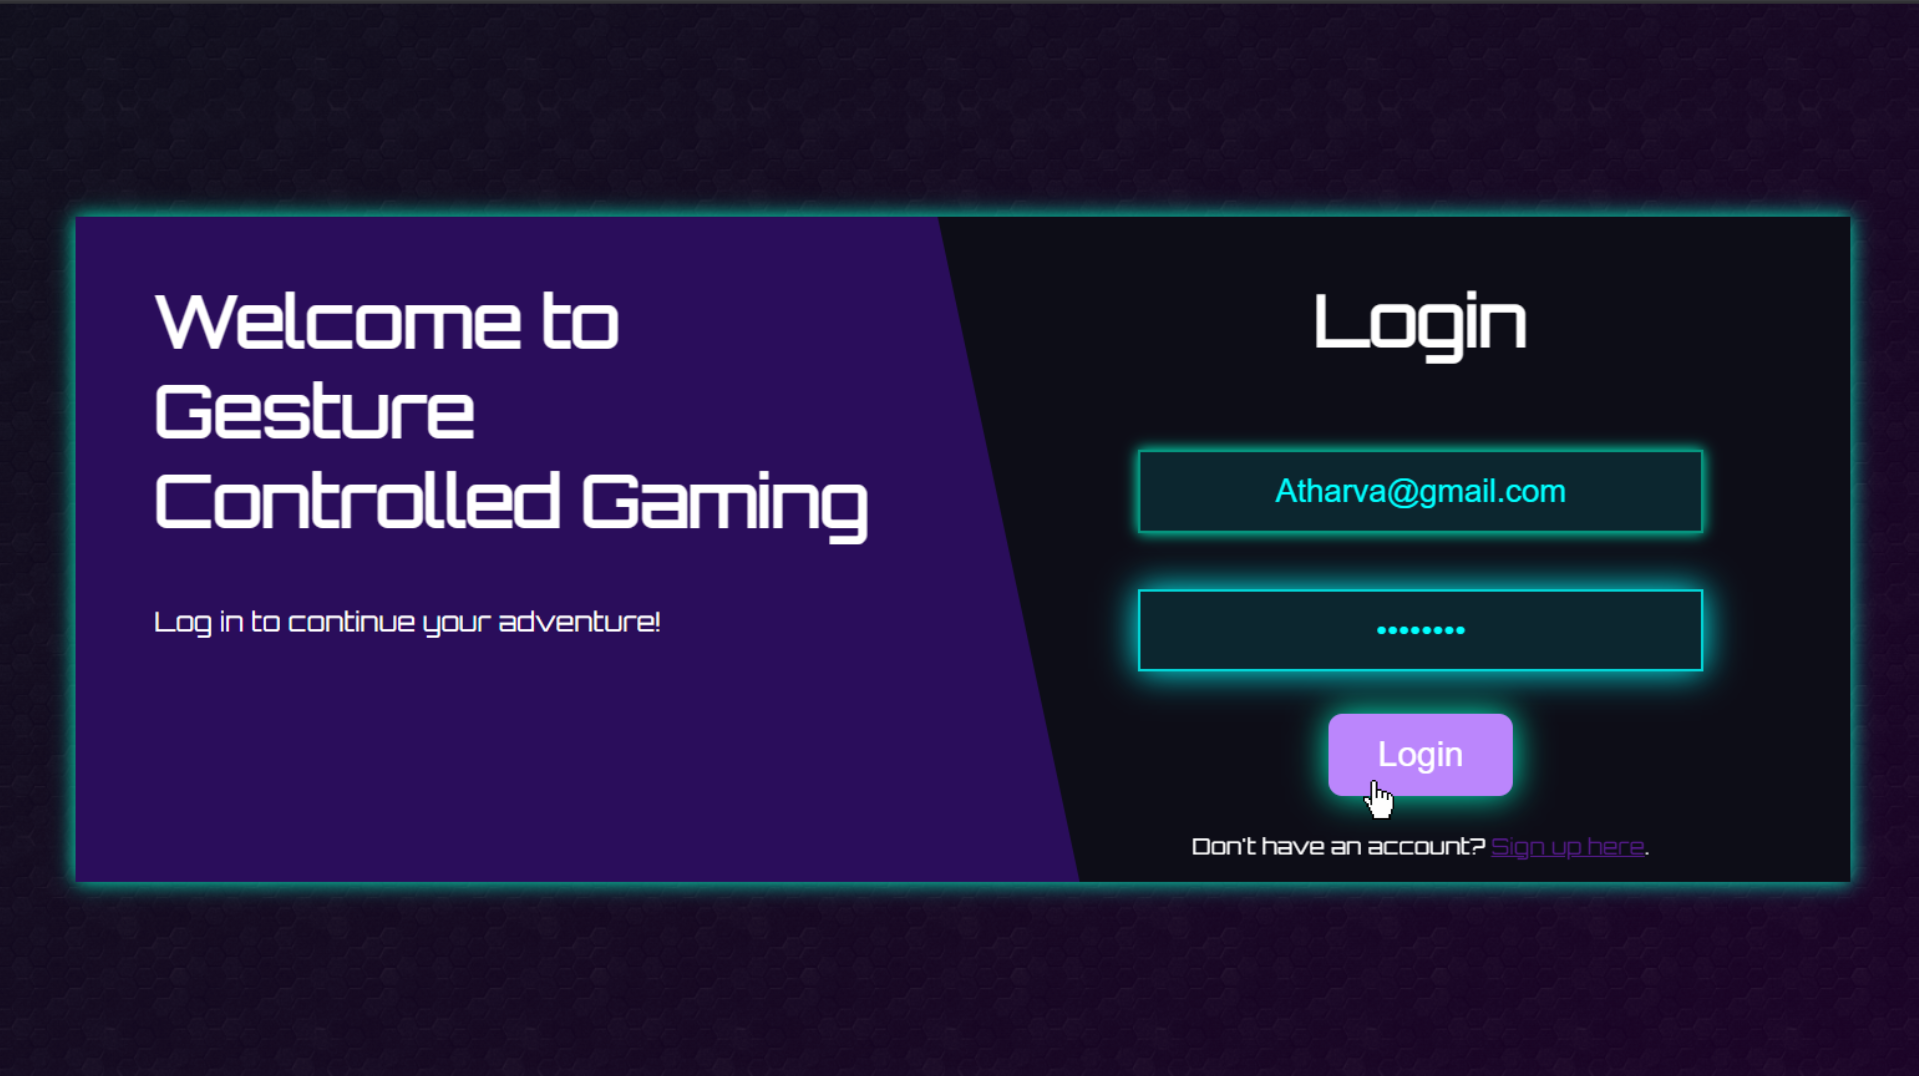 Welcome to
Gesture
Controlled Gaming
Log in to continue your adventure!
Login
Atharva@gmail.com
••••••••
Login
Don't have an account? Sign up here.